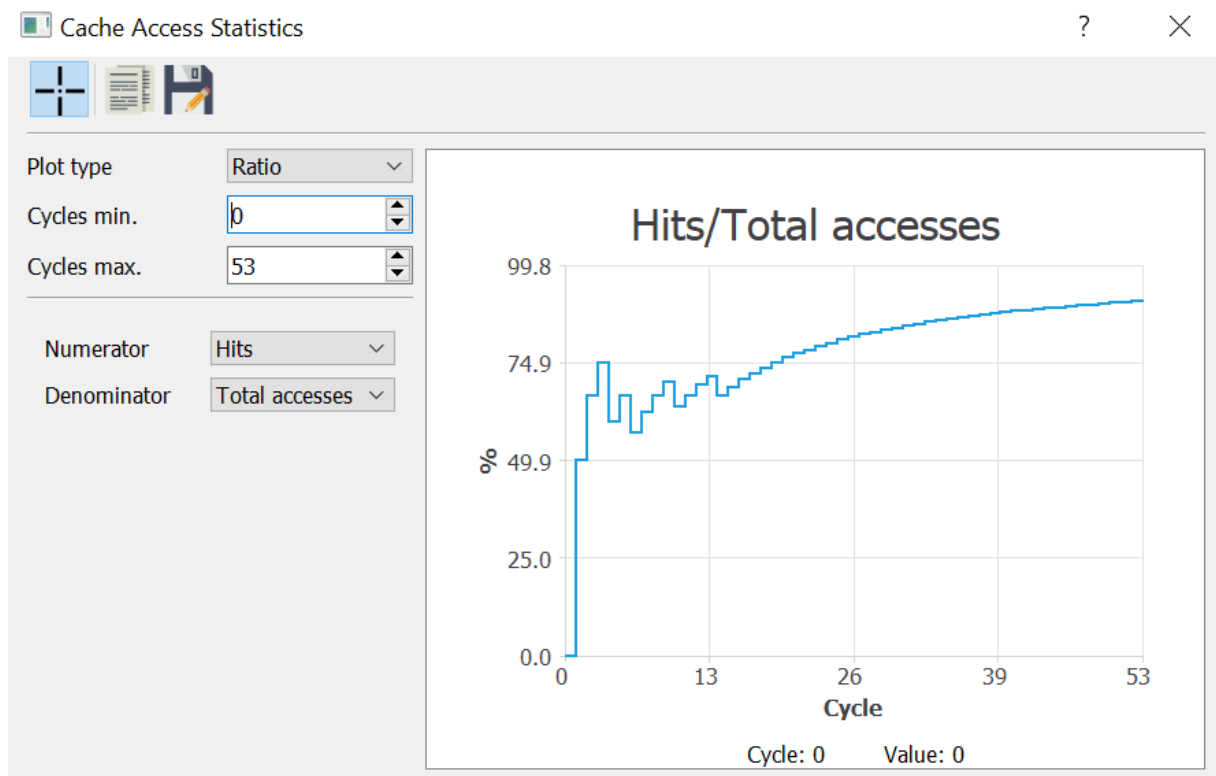 Cache Access Statistics ?
Plot type Ratio
Cycles min. 0
Cycles max. 53
Numerator Hits
Denominator Total accesses
Hits/Total accesses
99.8
74.9
% 49.9
25.0
0.0
0 13 26 39 53
Cycle
Cycle: 0 Value: 0